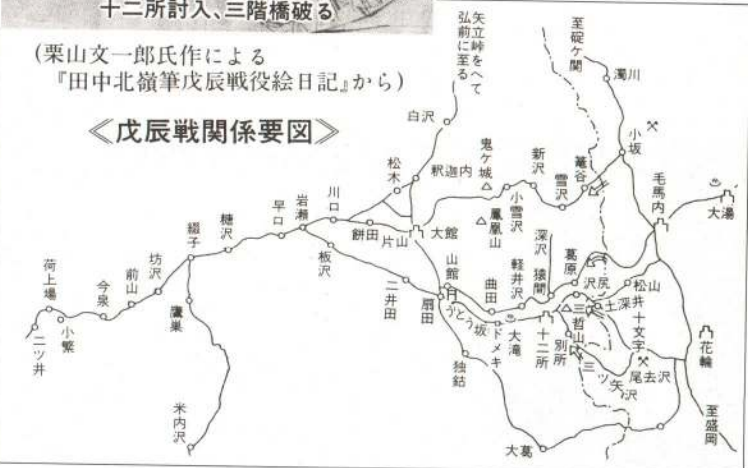 十二所討入、三階橋破る
(栗山文一郎氏作による
『田中北嶺筆戊辰戦役絵日記』から)
≪戊辰戦関係要図≫
矢立峠をへて
弘前に至る
至碇ケ関
濁川
小坂
毛馬内
大湯
白沢
釈迦内
松木
鬼ケ城
新沢
雪沢
小雪沢
鳳凰山
大館
片山
餅田
川口
岩瀬
早口
糠沢
綴子
坊沢
前山
今泉
小繋
荷上場
二ツ井
鷹巣
米内沢
板沢
二井田
扇田
山館
うとう坂
曲田
軽井沢
深沢
猿間
葛原
沢尻
土深井
松山
十文字
三哲山
別所
三ツ矢沢
尾去沢
花輪
至盛岡
十二所
大滝
ドメキ
独鈷
大葛